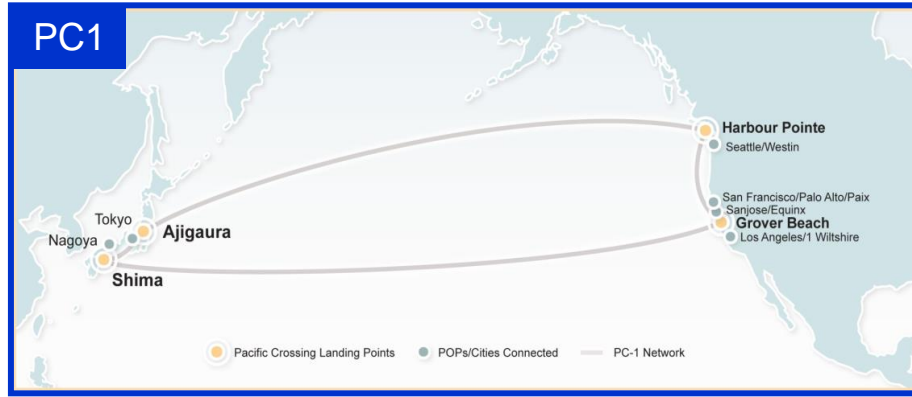 PC1
Harbour Pointe
Seattle/Westin
San Francisco/Palo Alto/Paix
Sanjose/Equinx
Grover Beach
Los Angeles/1 Wiltshire
Tokyo
Ajigaura
Nagoya
Shima
Pacific Crossing Landing Points
POPs/Cities Connected
PC-1 Network